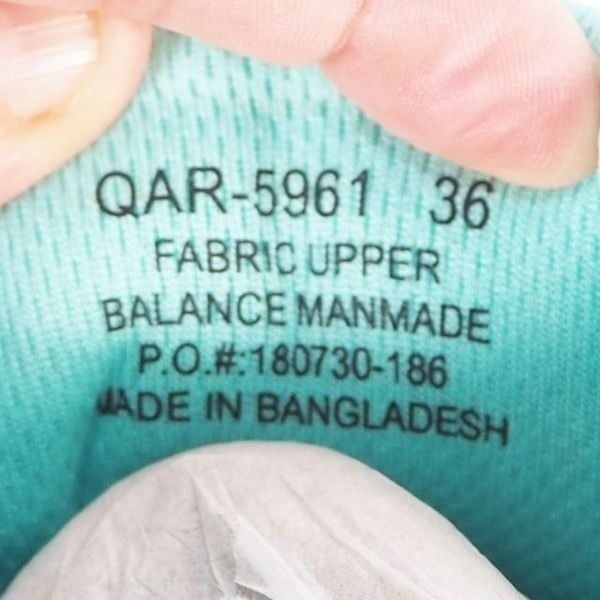 QAR-5961 36
FABRIC UPPER
BALANCE MANMADE
P.O.#:180730-186
MADE IN BANGLADESH